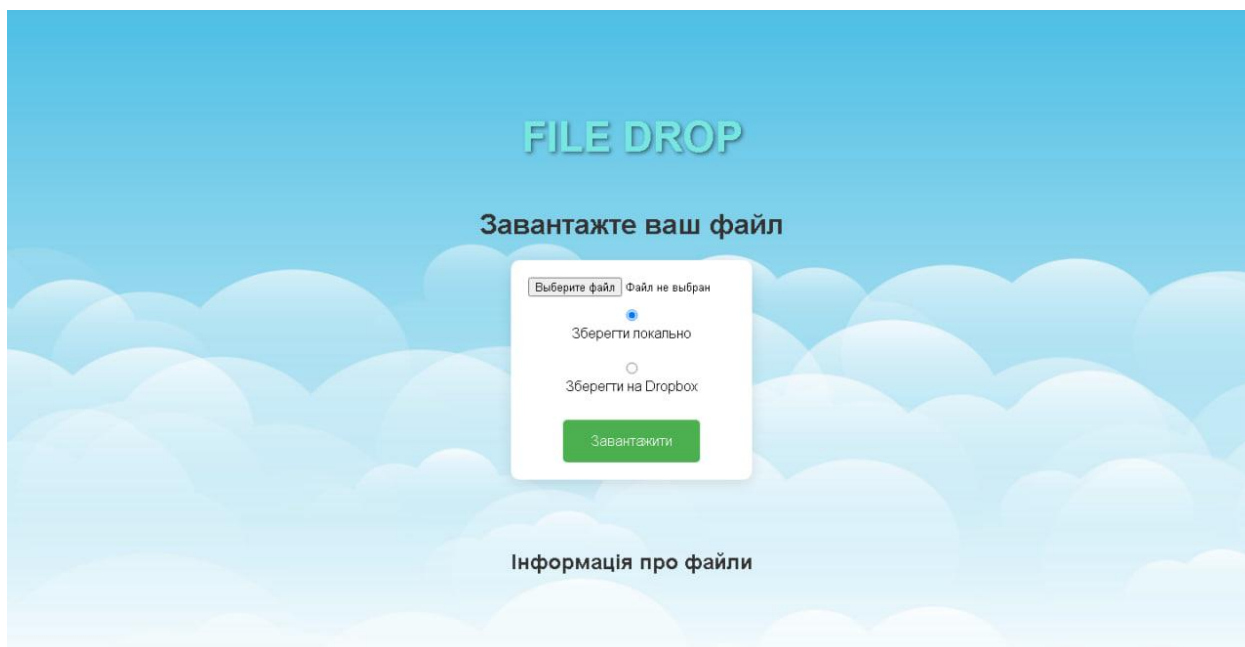 FILE DROP
Завантажте ваш файл
Выберите файл Файл не выбран
Зберегти локально
Зберегти на Dropbox
Завантажити
Інформація про файли